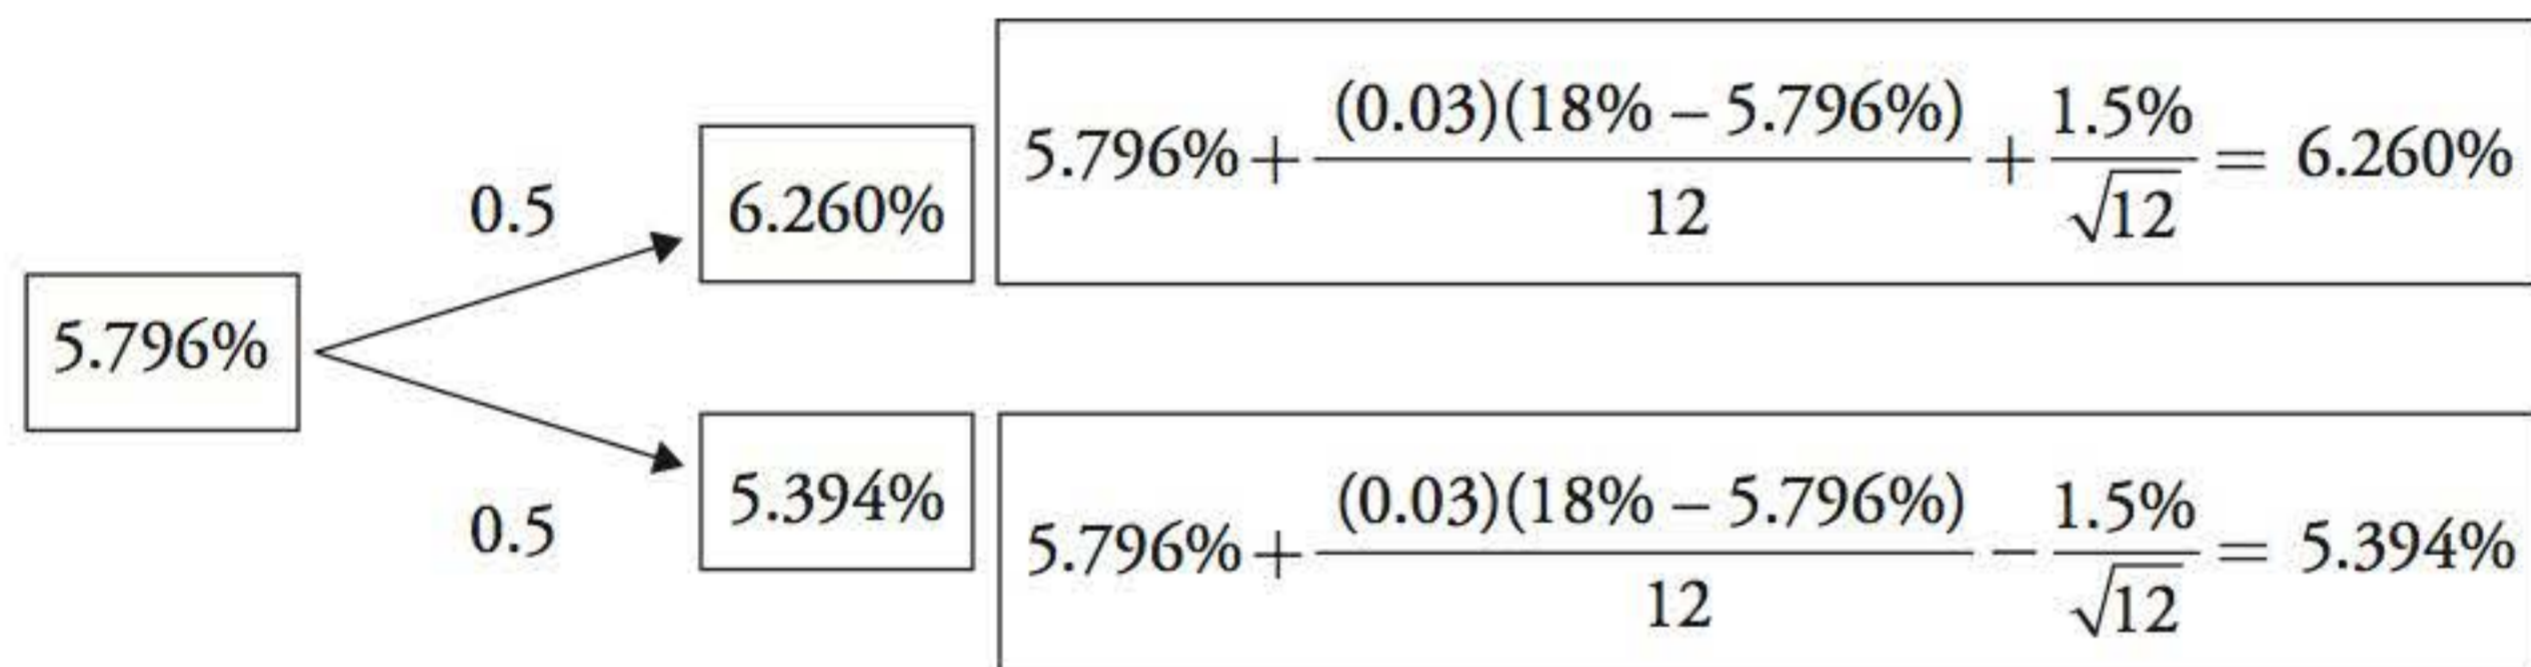 0.5
6.260%
5.796% + (0.03)(18% – 5.796%) / 12 + 1.5% / √12 = 6.260%
5.796%
0.5
5.394%
5.796% + (0.03)(18% – 5.796%) / 12 – 1.5% / √12 = 5.394%